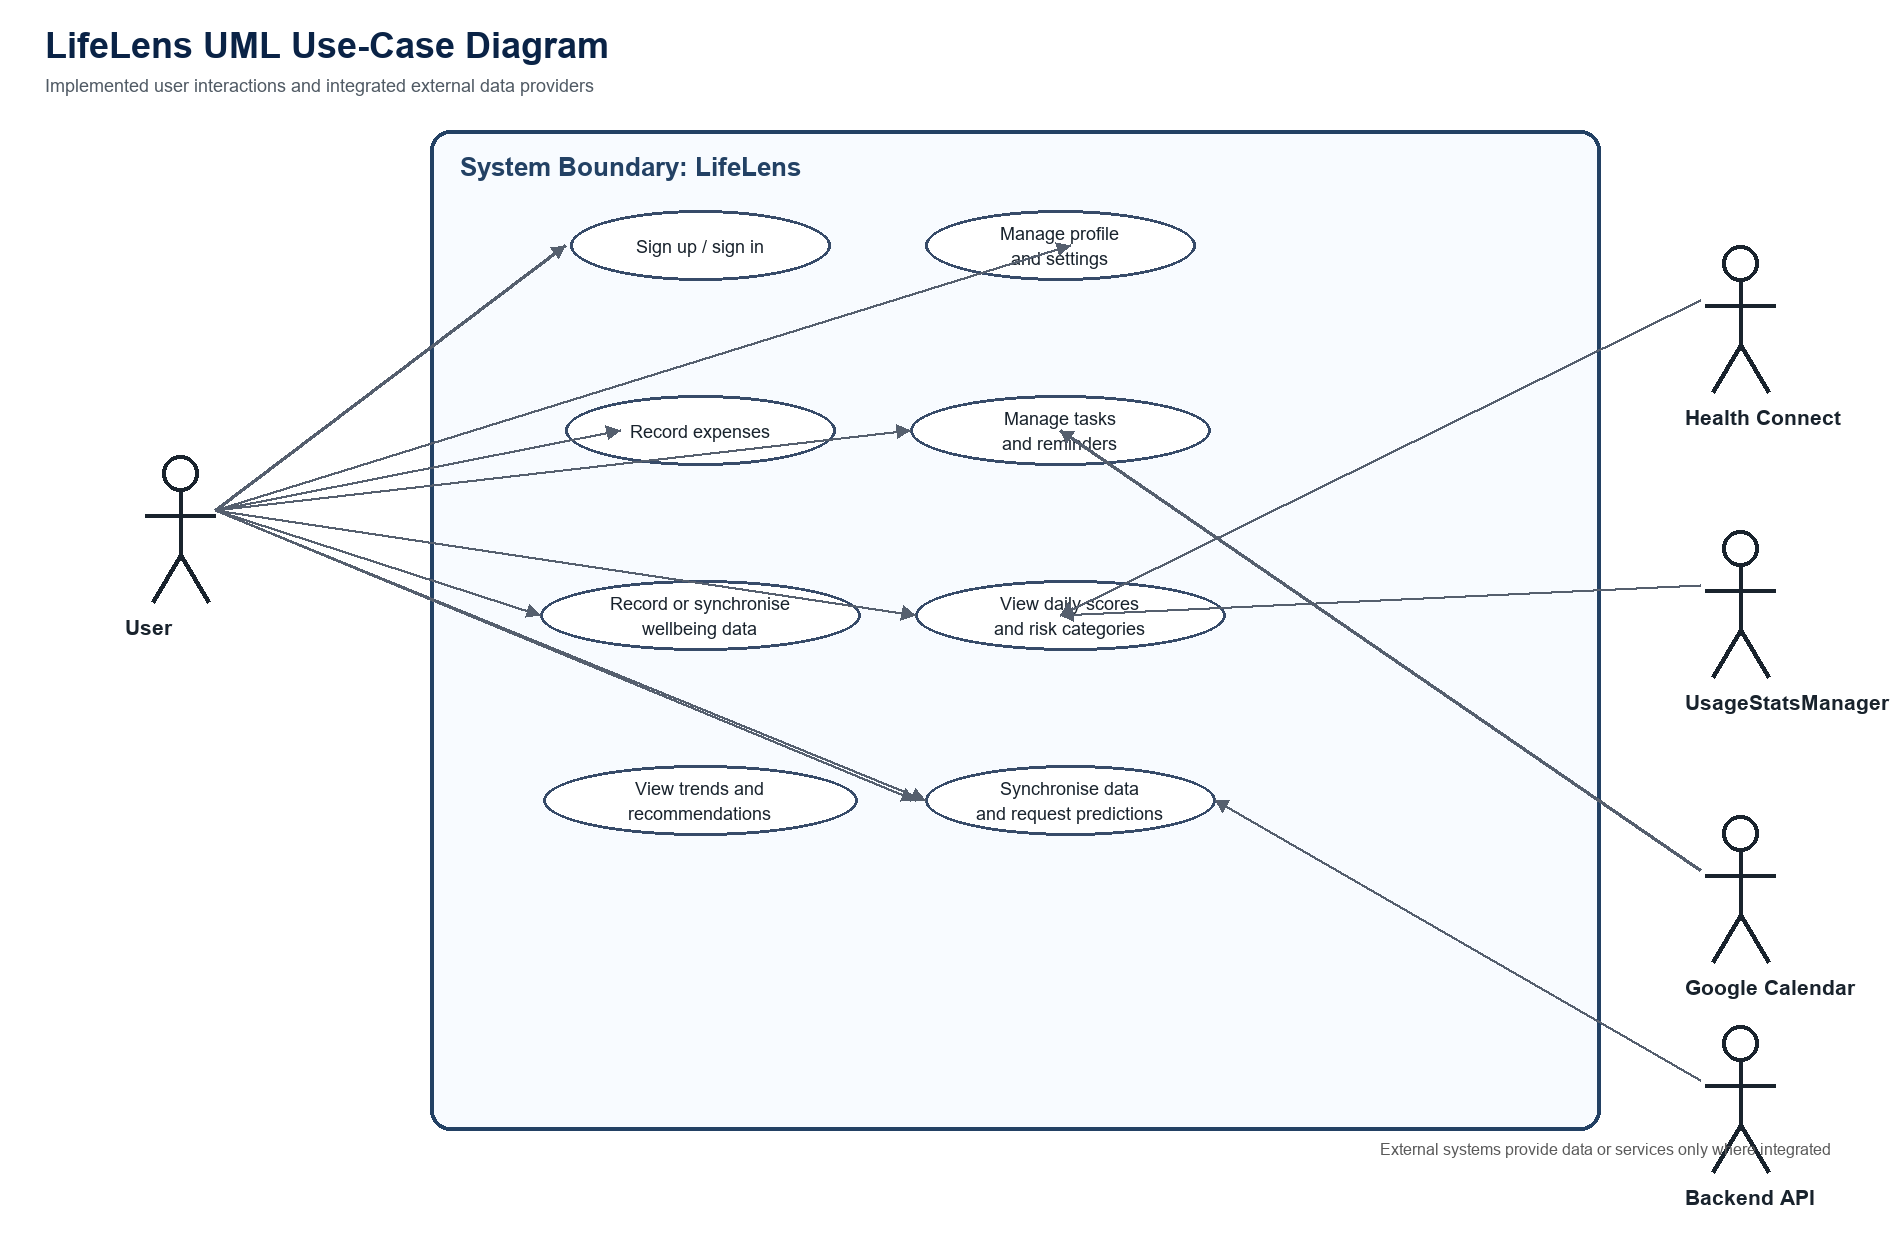 LifeLens UML Use-Case Diagram
Implemented user interactions and integrated external data providers
System Boundary: LifeLens
Sign up / sign in
Manage profile
and settings
Health Connect
Record expenses
Manage tasks
and reminders
User
Record or synchronise
wellbeing data
View daily scores
and risk categories
UsageStatsManager
View trends and
recommendations
Synchronise data
and request predictions
Google Calendar
External systems provide data or services only where integrated
Backend API